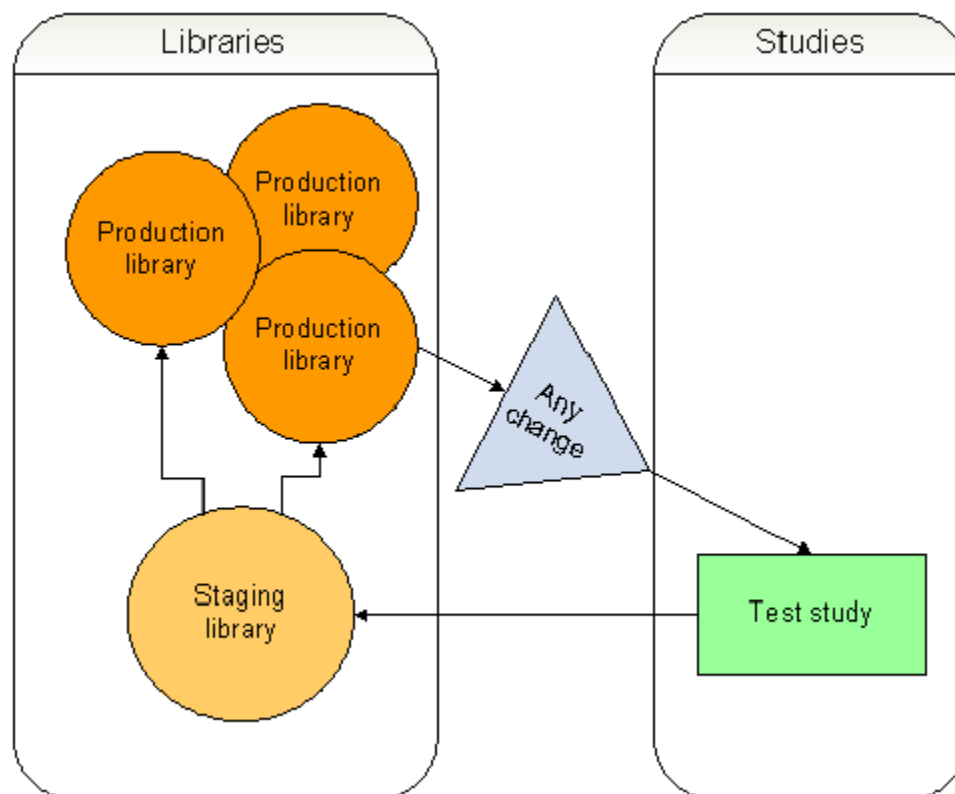 Libraries
Studies
Production
library
Production
library
Production
library
Any
change
Staging
library
Test study